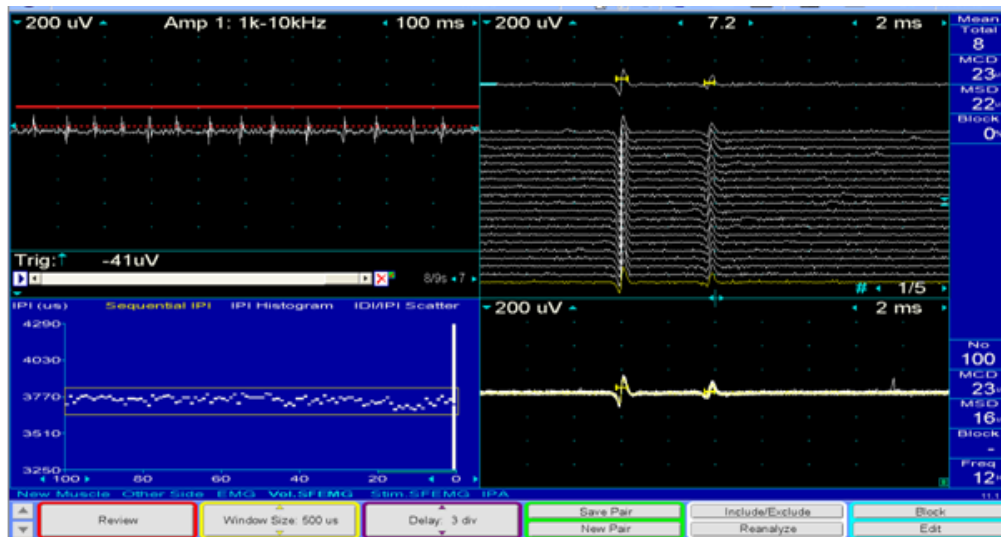 200 uV Amp 1: 1k-10kHz 100 ms
200 uV 7.2 2 ms
Mean
Total
8
MCD
23
MSD
22
Block
0%
Trig:↑ -41uV
8/9s 7
# 1/5
IPI (us) Sequential IPI IPI Histogram IDI/IPI Scatter
4290
4030
3770
3510
3250
100 80 60 40 20 0
200 uV 2 ms
No
100
MCD
23
MSD
16
Block
-
Freq
12
New Muscle Other Side EMG Vol.SFEMG Stim SFEMG IPA
11.1
Review
Window Size: 500 us
Delay: 3 div
Save Pair
New Pair
Include/Exclude
Reanalyze
Block
Edit